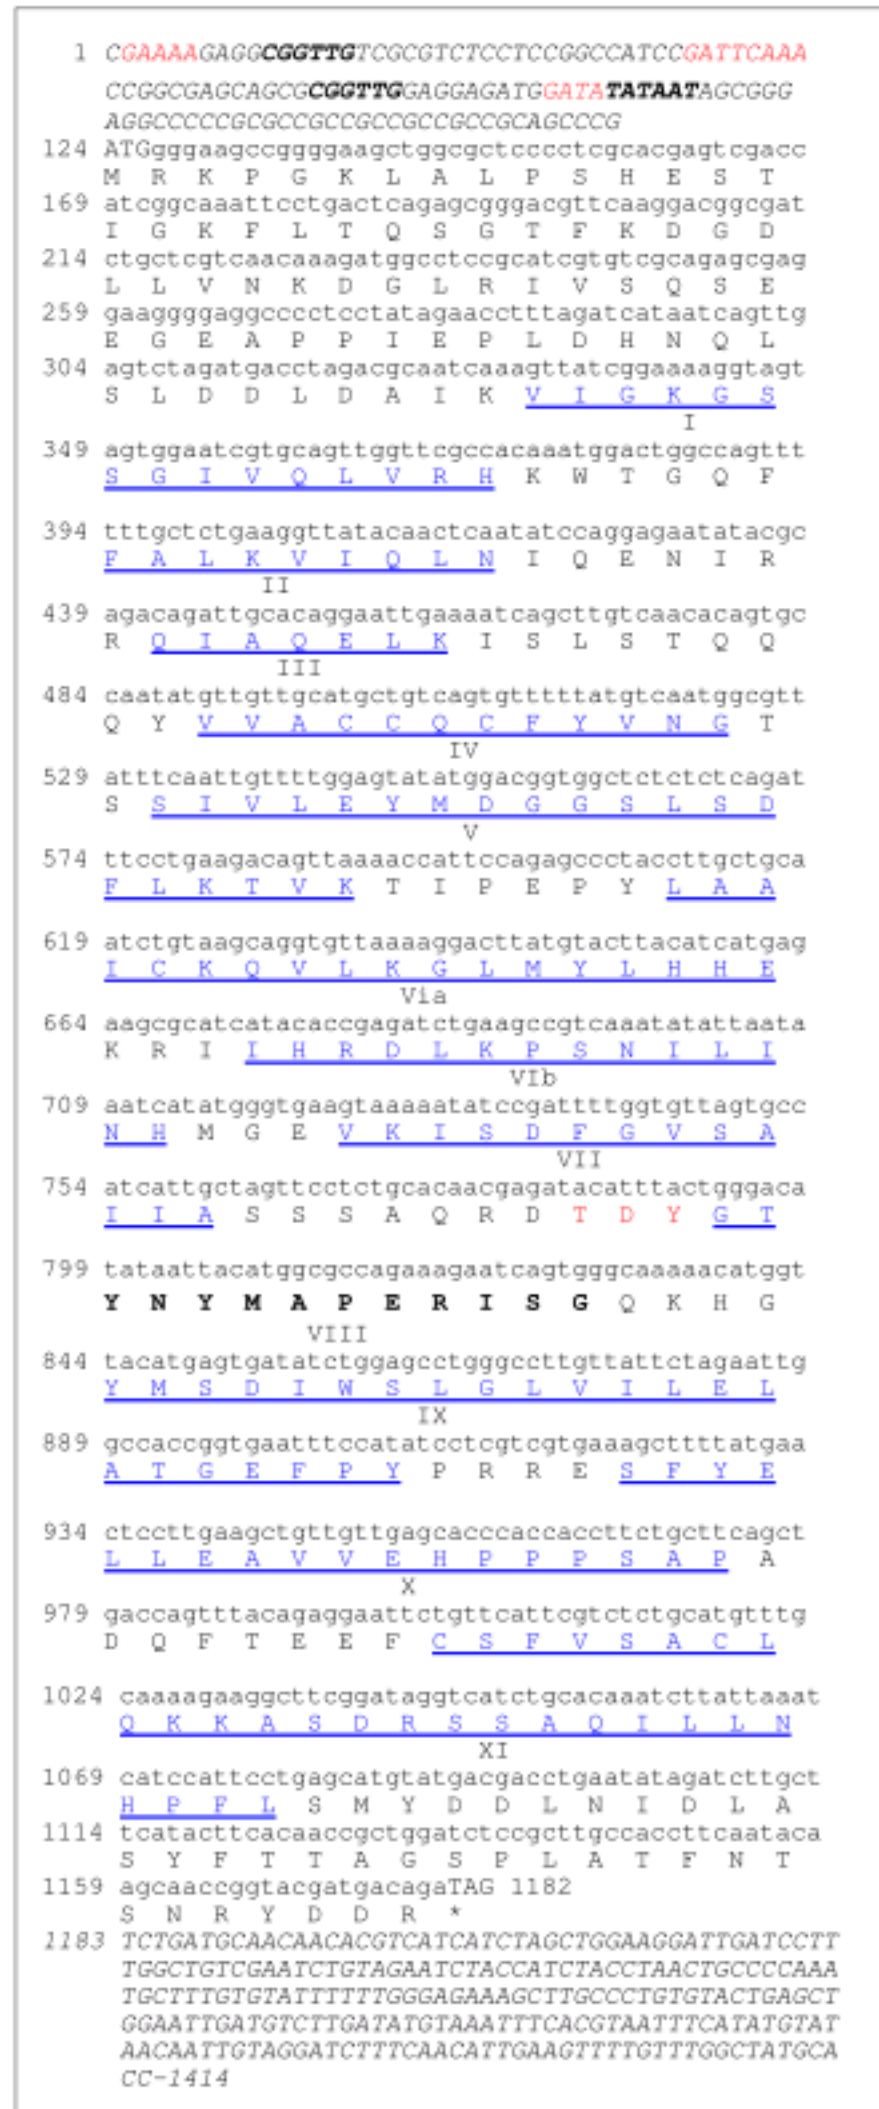 1 CGAAAAGAGGCGGTTGTCGCGTCTCCTCCGGCCATCCGATTCAAA
CCGGCGAGCAGCGCGGTTGGAGGAGATGGATATATAATAGCGGG
AGGCCCCCGCGCCGCCGCCGCCGCCGCAGCCCG
124 ATGgggaagccggggaagctggcgctcccctcgcacgagtcgacc
M R K P G K L A L P S H E S T
169 atcggcaaattcctgactcagagcgggacgttcaaggacggcgat
I G K F L T Q S G T F K D G D
214 ctgctcgtcaacaaagatggcctccgcatcgtgtcgcagagcgag
L L V N K D G L R I V S Q S E
259 gaaggggaggcccctcctatagaacctttagatcataatcagttg
E G E A P P I E P L D H N Q L
304 agtctagatgacctagacgcaatcaaagttatcggaaaaggtagt
S L D D L D A I K V I G K G S
I
349 agtggaatcgtgcagttggttcgccacaaatggactggccagttt
S G I V Q L V R H K W T G Q F
394 tttgctctgaaggttatacaactcaatatccaggagaatatacgc
F A L K V I Q L N I Q E N I R
II
439 agacagattgcacaggaattgaaaatcagcttgtcaacacagtgc
R Q I A Q E L K I S L S T Q Q
III
484 caatatgttgttgcatgctgtcagtgtttttatgtcaatggcgtt
Q Y V V A C C Q C F Y V N G T
IV
529 atttcaattgttttggagtatatggacggtggctctctctcagat
S S I V L E Y M D G G S L S D
V
574 ttcctgaagacagttaaaaccattccagagccctaccttgctgca
F L K T V K T I P E P Y L A A
619 atctgtaagcaggtgttaaaaggacttatgtacttacatcatgag
I C K Q V L K G L M Y L H H E
Via
664 aagcgcatcatacaccgagatctgaagccgtcaaatatattaata
K R I I H R D L K P S N I L I
VIb
709 aatcatatgggtgaagtaaaaatatccgattttggtgttagtgcc
N H M G E V K I S D F G V S A
VII
754 atcattgctagttcctctgcacaacgagatacatttactgggaca
I I A S S S A Q R D T D Y G T
799 tataattacatggcgccagaaagaatcagtgggcaaaaacatggt
Y N Y M A P E R I S G Q K H G
VIII
844 tacatgagtgatatctggagcctgggccttgttattctagaattg
Y M S D I W S L G L V I L E L
IX
889 gccaccggtgaatttccatatcctcgtcgtgaaagcttttatgaa
A T G E F P Y P R R E S F Y E
934 ctccttgaagctgttgttgagcacccaccaccttctgcttcagct
L L E A V V E H P P P S A P A
X
979 gaccagtttacagaggaattctgttcattcgtctctgcatgtttg
D Q F T E E F C S F V S A C L
1024 caaaagaaggcttcggataggtcatctgcacaaatcttattaaat
Q K K A S D R S S A Q I L L N
XI
1069 catccattcctgagcatgtatgacgacctgaatatagatcttgct
H P F L S M Y D D L N I D L A
1114 tcatacttcacaaccgctggatctccgcttgccaccttcaataca
S Y F T T A G S P L A T F N T
1159 agcaaccggtacgatgacagaTAG 1182
S N R Y D D R *
1183 TCTGATGCAACAACACGTCATCATCTAGCTGGAAGGATTGATCCTT
TGGCTGTCGAATCTGTAGAATCTACCATCTACCTAACTGCCCCAAA
TGCTTTGTGTATTTTTTGGGAGAAAGCTTGCCCTGTGTACTGAGCT
GGAATTGATGTCTTGATATGTAAATTTCACGTAATTTCATATGTAT
AACAATTGTAGGATCTTTCAACATTGAAGTTTTGTTTGGCTATGCA
CC-1414